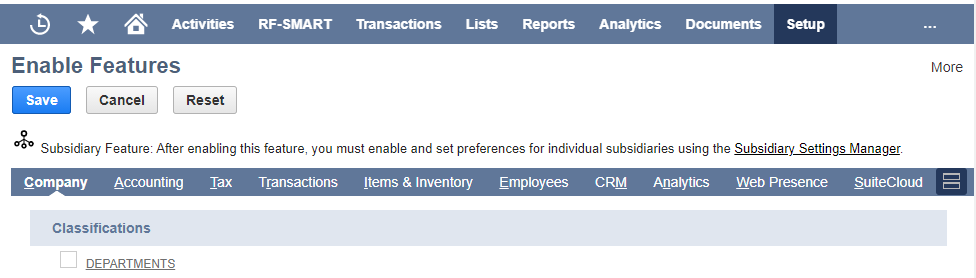 Activities RF-SMART Transactions Lists Reports Analytics Documents Setup ...
Enable Features
More
Save Cancel Reset
Subsidiary Feature: After enabling this feature, you must enable and set preferences for individual subsidiaries using the Subsidiary Settings Manager.
Company Accounting Tax Transactions Items & Inventory Employees CRM Analytics Web Presence SuiteCloud
Classifications
DEPARTMENTS